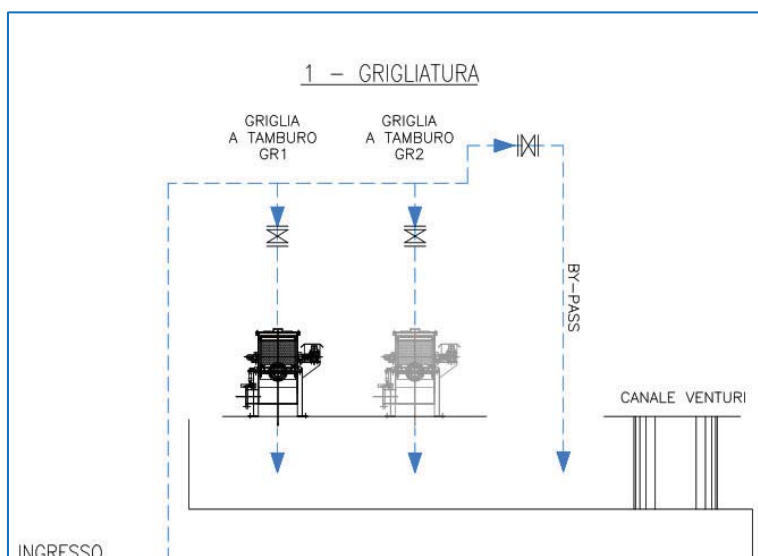 1 – GRIGLIATURA
GRIGLIA
A TAMBURO
GR1
GRIGLIA
A TAMBURO
GR2
BY-PASS
CANALE VENTURI
INGRESSO